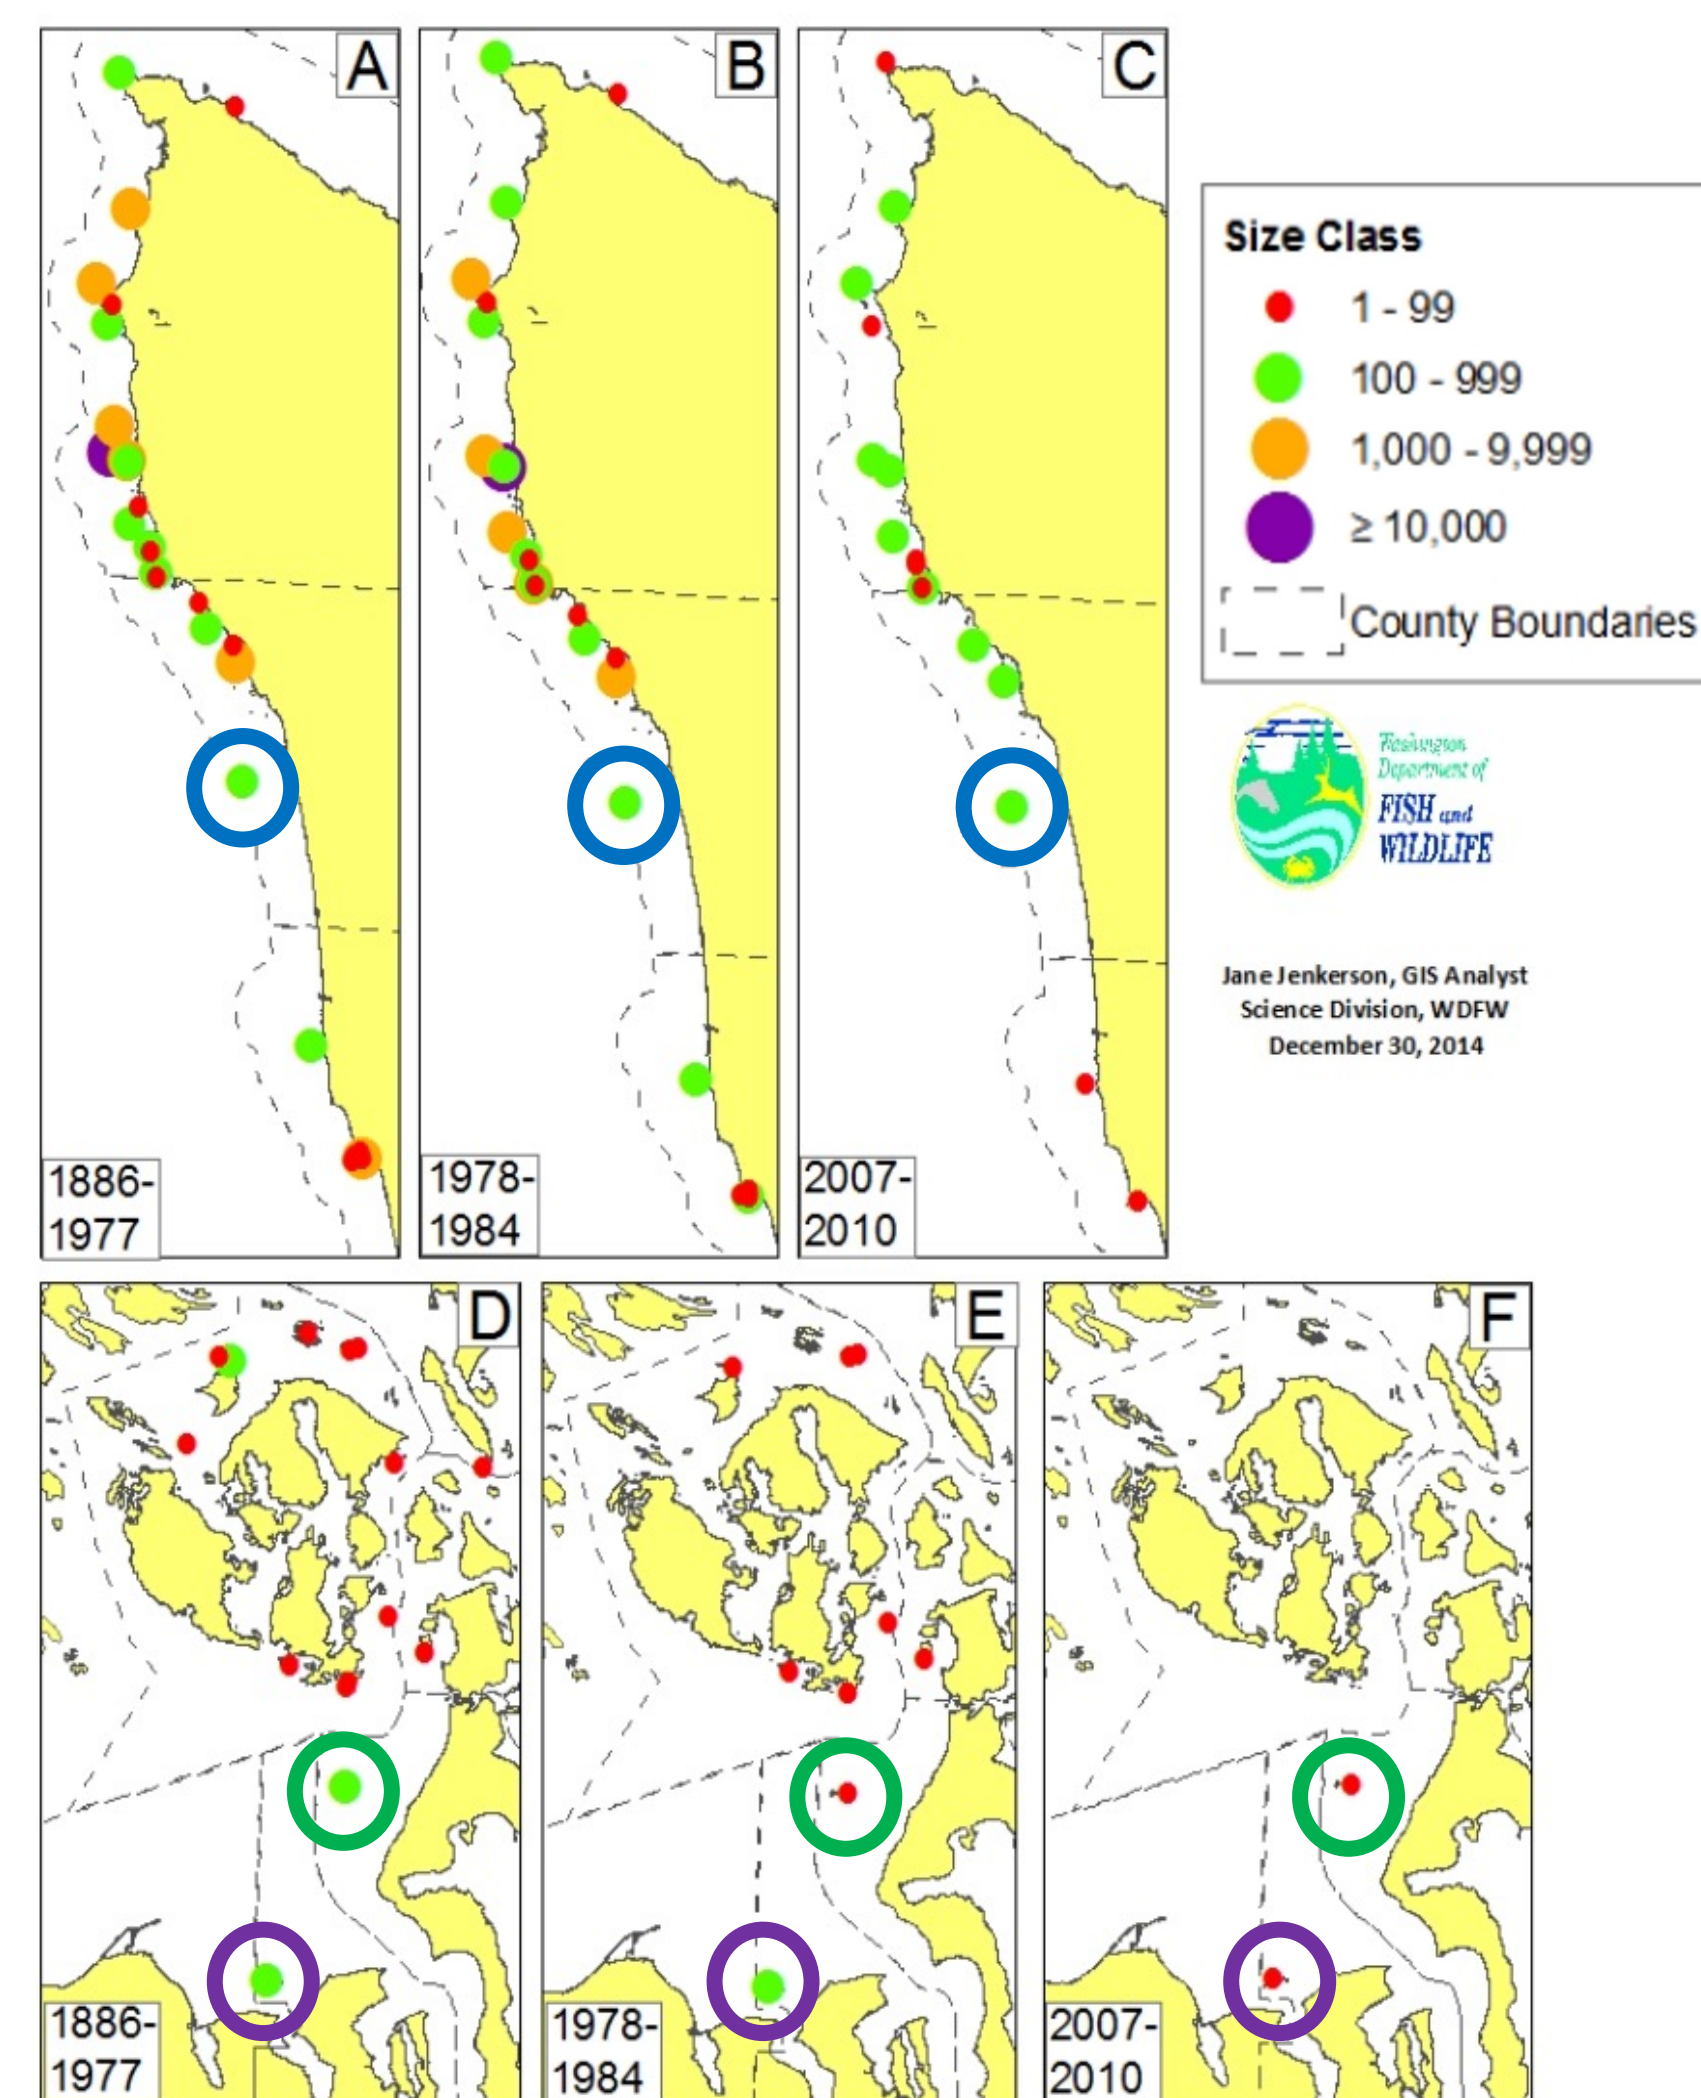 A
B
C
1886-
1977
1978-
1984
2007-
2010
Size Class
1 - 99
100 - 999
1,000 - 9,999
≥ 10,000
County Boundaries
Washington
Department of
FISH and
WILDLIFE
Jane Jenkerson, GIS Analyst
Science Division, WDFW
December 30, 2014
D
E
F
1886-
1977
1978-
1984
2007-
2010